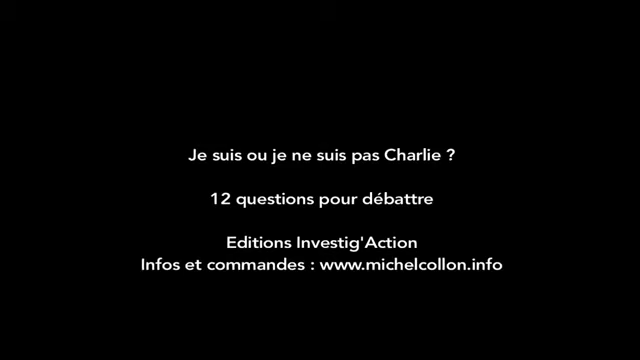 Je suis ou je ne suis pas Charlie ?
12 questions pour débattre
Editions Investig'Action
Infos et commandes : www.michelcollon.info